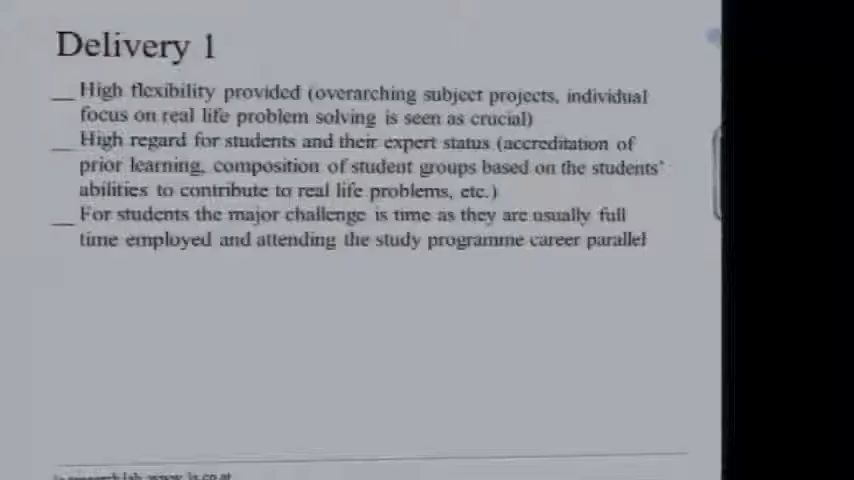 Delivery 1
__ High flexibility provided (overarching subject projects, individual
focus on real life problem solving is seen as crucial)
__ High regard for students and their expert status (accreditation of
prior learning, composition of student groups based on the students'
abilities to contribute to real life problems, etc.)
__ For students the major challenge is time as they are usually full
time employed and attending the study programme career parallel